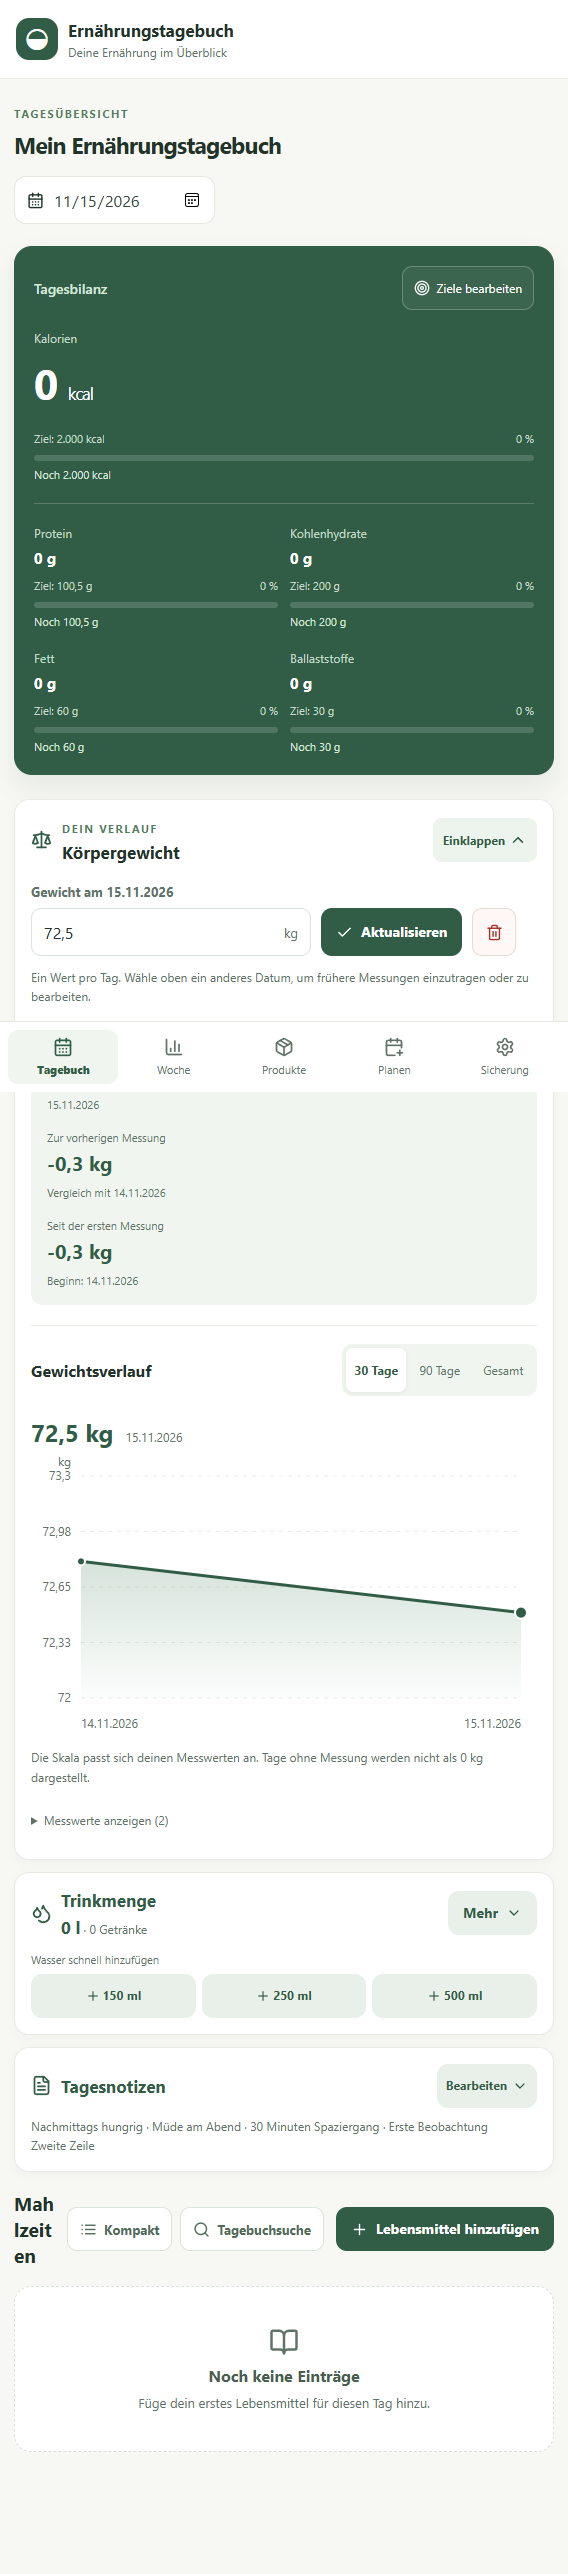 Ernährungstagebuch
Deine Ernährung im Überblick
TAGESÜBERSICHT
Mein Ernährungstagebuch
11/15/2026
Tagesbilanz
Ziele bearbeiten
Kalorien
0 kcal
Ziel: 2.000 kcal
0 %
Noch 2.000 kcal
Protein
0 g
Ziel: 100,5 g
0 %
Noch 100,5 g
Kohlenhydrate
0 g
Ziel: 200 g
0 %
Noch 200 g
Fett
0 g
Ziel: 60 g
0 %
Noch 60 g
Ballaststoffe
0 g
Ziel: 30 g
0 %
Noch 30 g
DEIN VERLAUF
Körpergewicht
Einklappen
Gewicht am 15.11.2026
72,5
kg
Aktualisieren
Ein Wert pro Tag. Wähle oben ein anderes Datum, um frühere Messungen einzutragen oder zu
bearbeiten.
Tagebuch
Woche
Produkte
Planen
Sicherung
15.11.2026
Zur vorherigen Messung
-0,3 kg
Vergleich mit 14.11.2026
Seit der ersten Messung
-0,3 kg
Beginn: 14.11.2026
Gewichtsverlauf
30 Tage
90 Tage
Gesamt
72,5 kg 15.11.2026
kg
73,3
72,98
72,65
72,33
72
14.11.2026
15.11.2026
Die Skala passt sich deinen Messwerten an. Tage ohne Messung werden nicht als 0 kg
dargestellt.
Messwerte anzeigen (2)
Trinkmenge
0 l · 0 Getränke
Mehr
Wasser schnell hinzufügen
150 ml
250 ml
500 ml
Tagesnotizen
Bearbeiten
Nachmittags hungrig · Müde am Abend · 30 Minuten Spaziergang · Erste Beobachtung
Zweite Zeile
Mah
lzeit
en
Kompakt
Tagebuchsuche
Lebensmittel hinzufügen
Noch keine Einträge
Füge dein erstes Lebensmittel für diesen Tag hinzu.